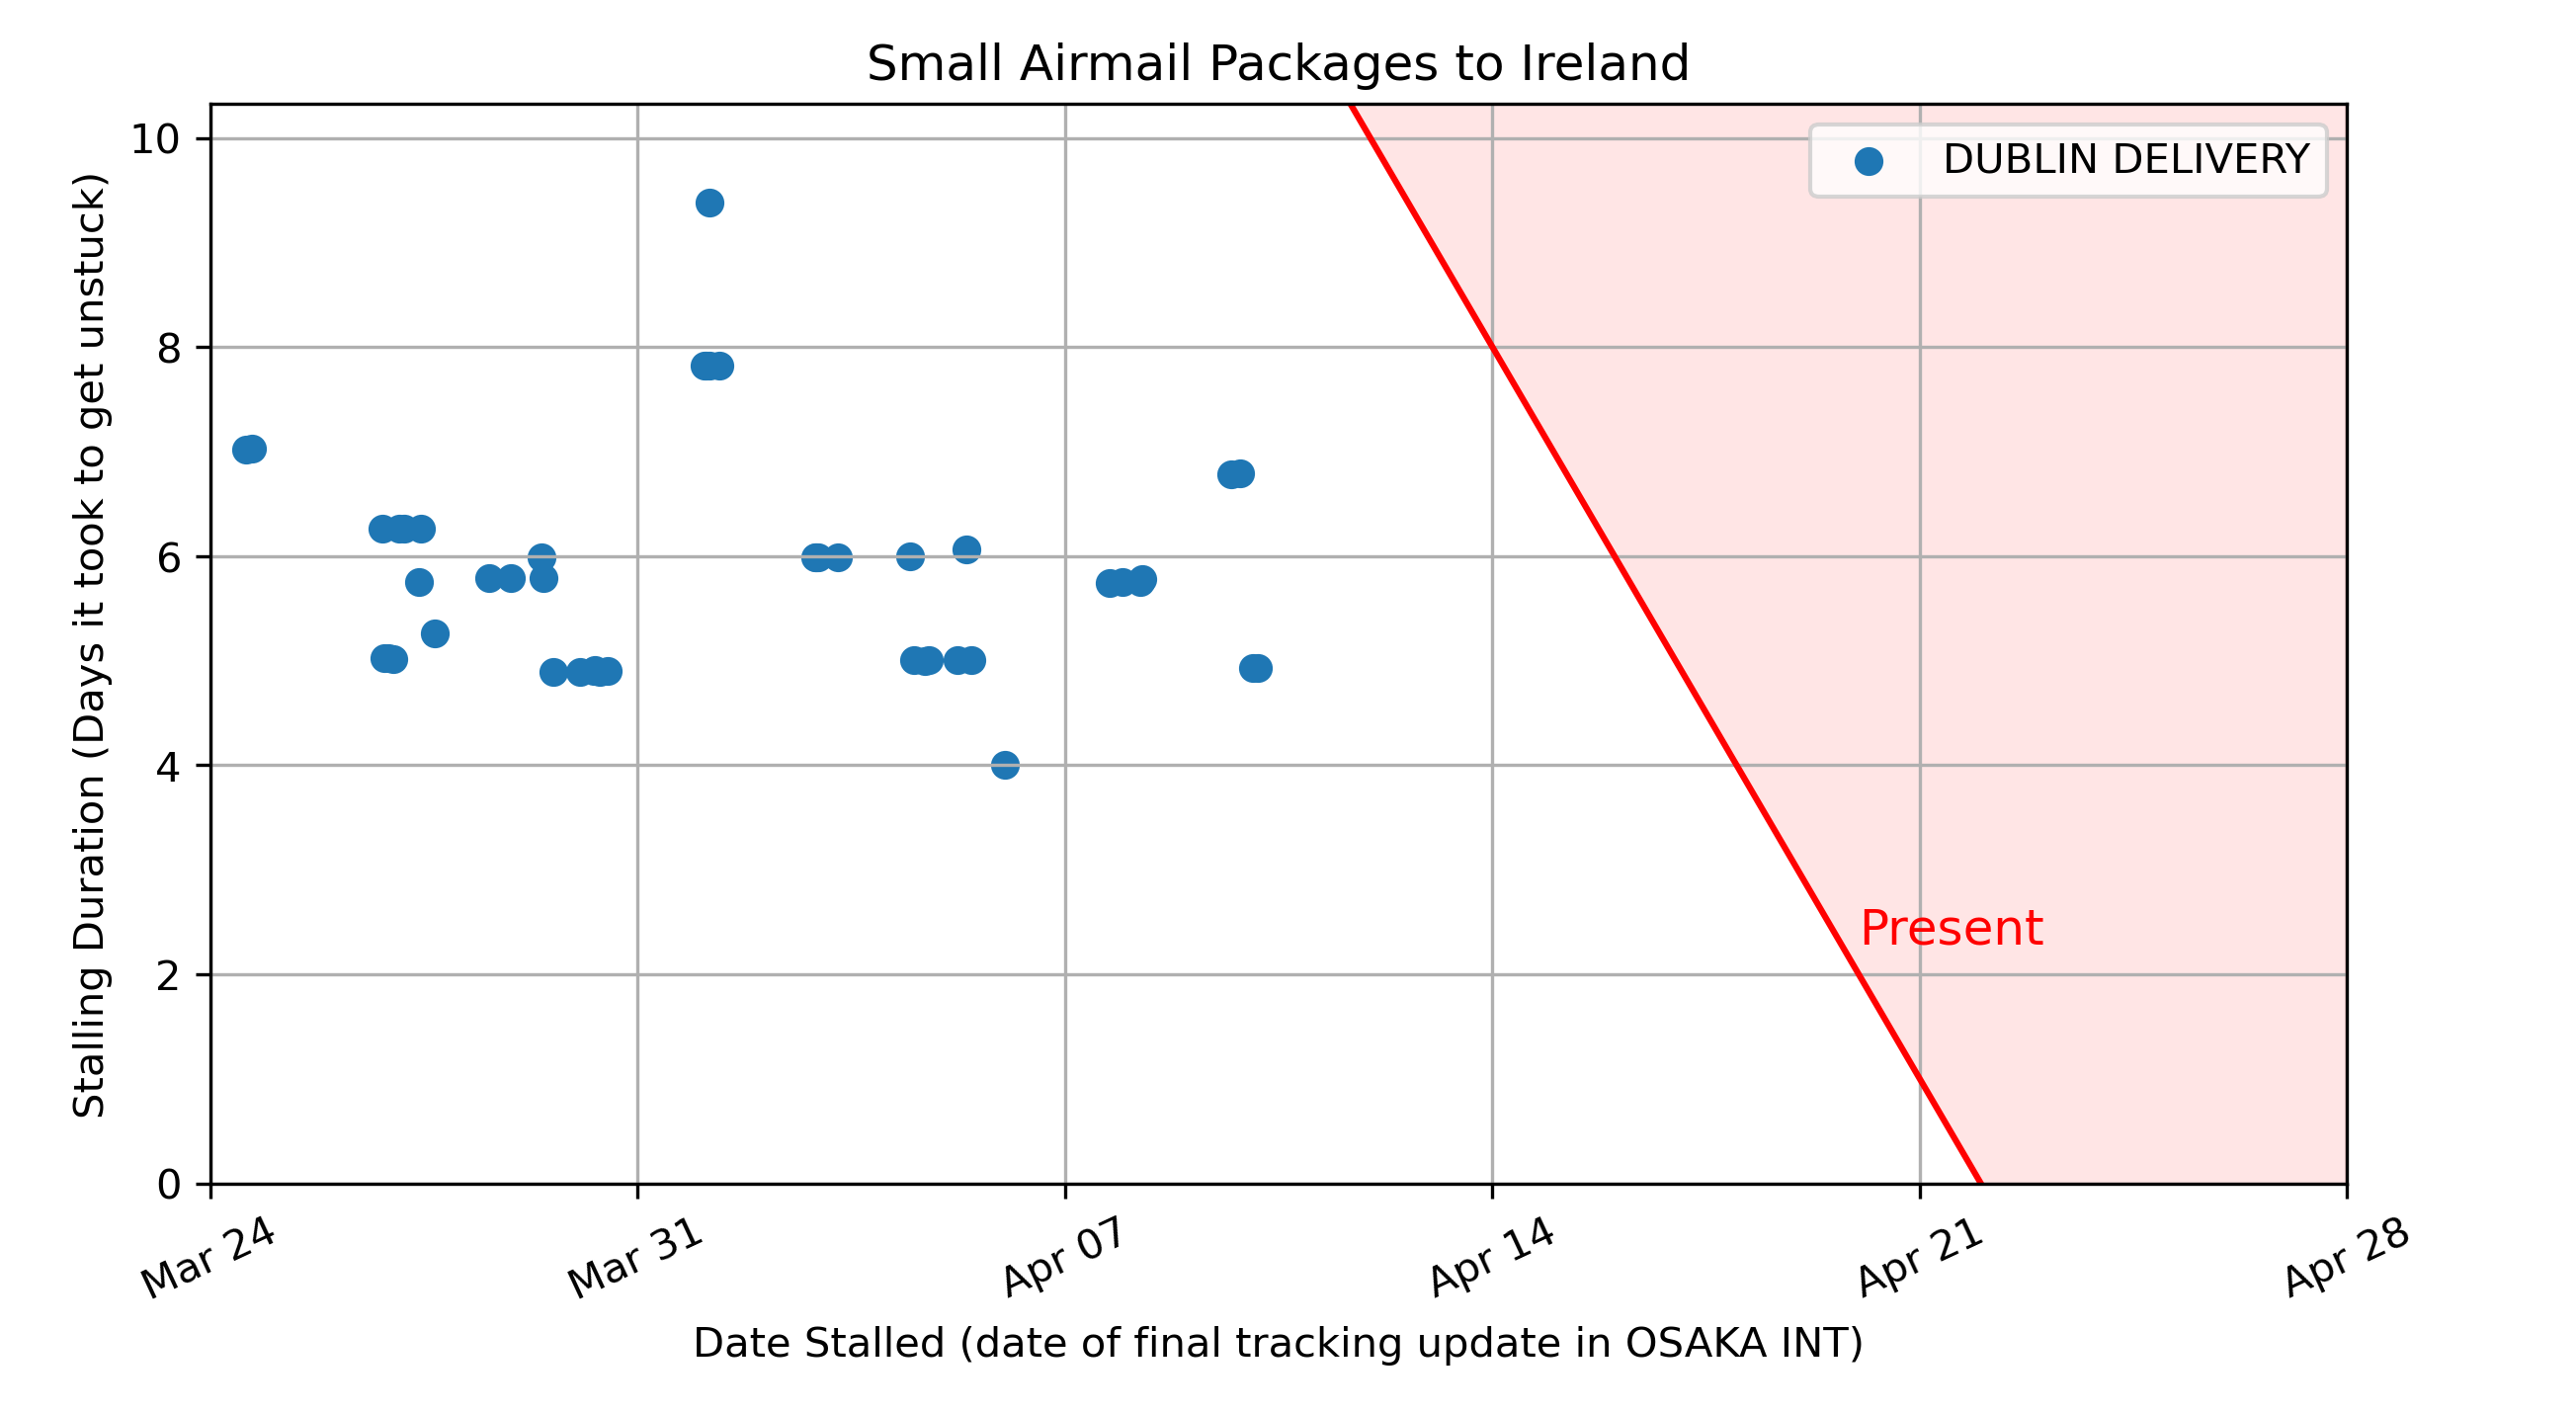 Small Airmail Packages to Ireland
DUBLIN DELIVERY
Stalling Duration (Days it took to get unstuck)
10
8
6
4
2
0
Present
Mar 24
Mar 31
Apr 07
Apr 14
Apr 21
Apr 28
Date Stalled (date of final tracking update in OSAKA INT)